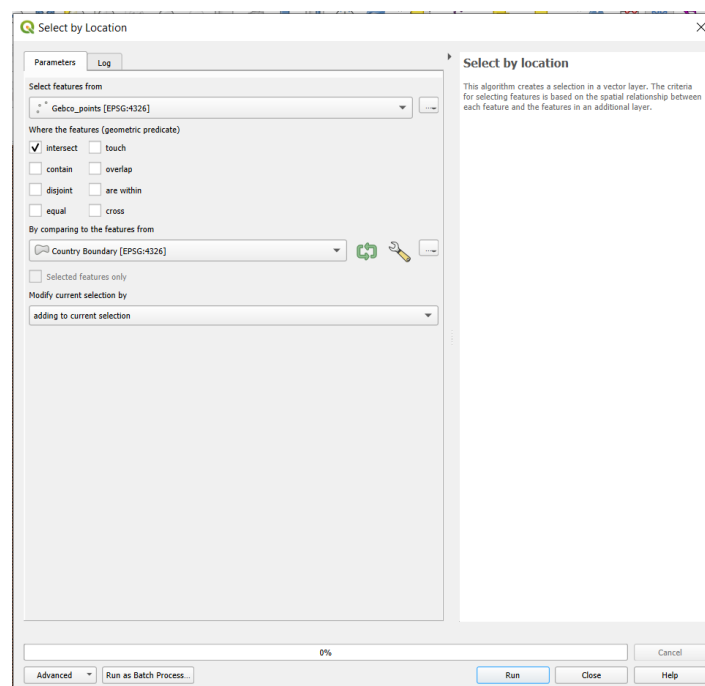 Select by Location
Parameters Log
Select features from
Gebco_points [EPSG:4326]
Where the features (geometric predicate)
intersect touch
contain overlap
disjoint are within
equal cross
By comparing to the features from
Country Boundary [EPSG:4326]
Selected features only
Modify current selection by
adding to current selection
Select by location
This algorithm creates a selection in a vector layer. The criteria
for selecting features is based on the spatial relationship between
each feature and the features in an additional layer.
0%
Cancel
Advanced Run as Batch Process... Run Close Help